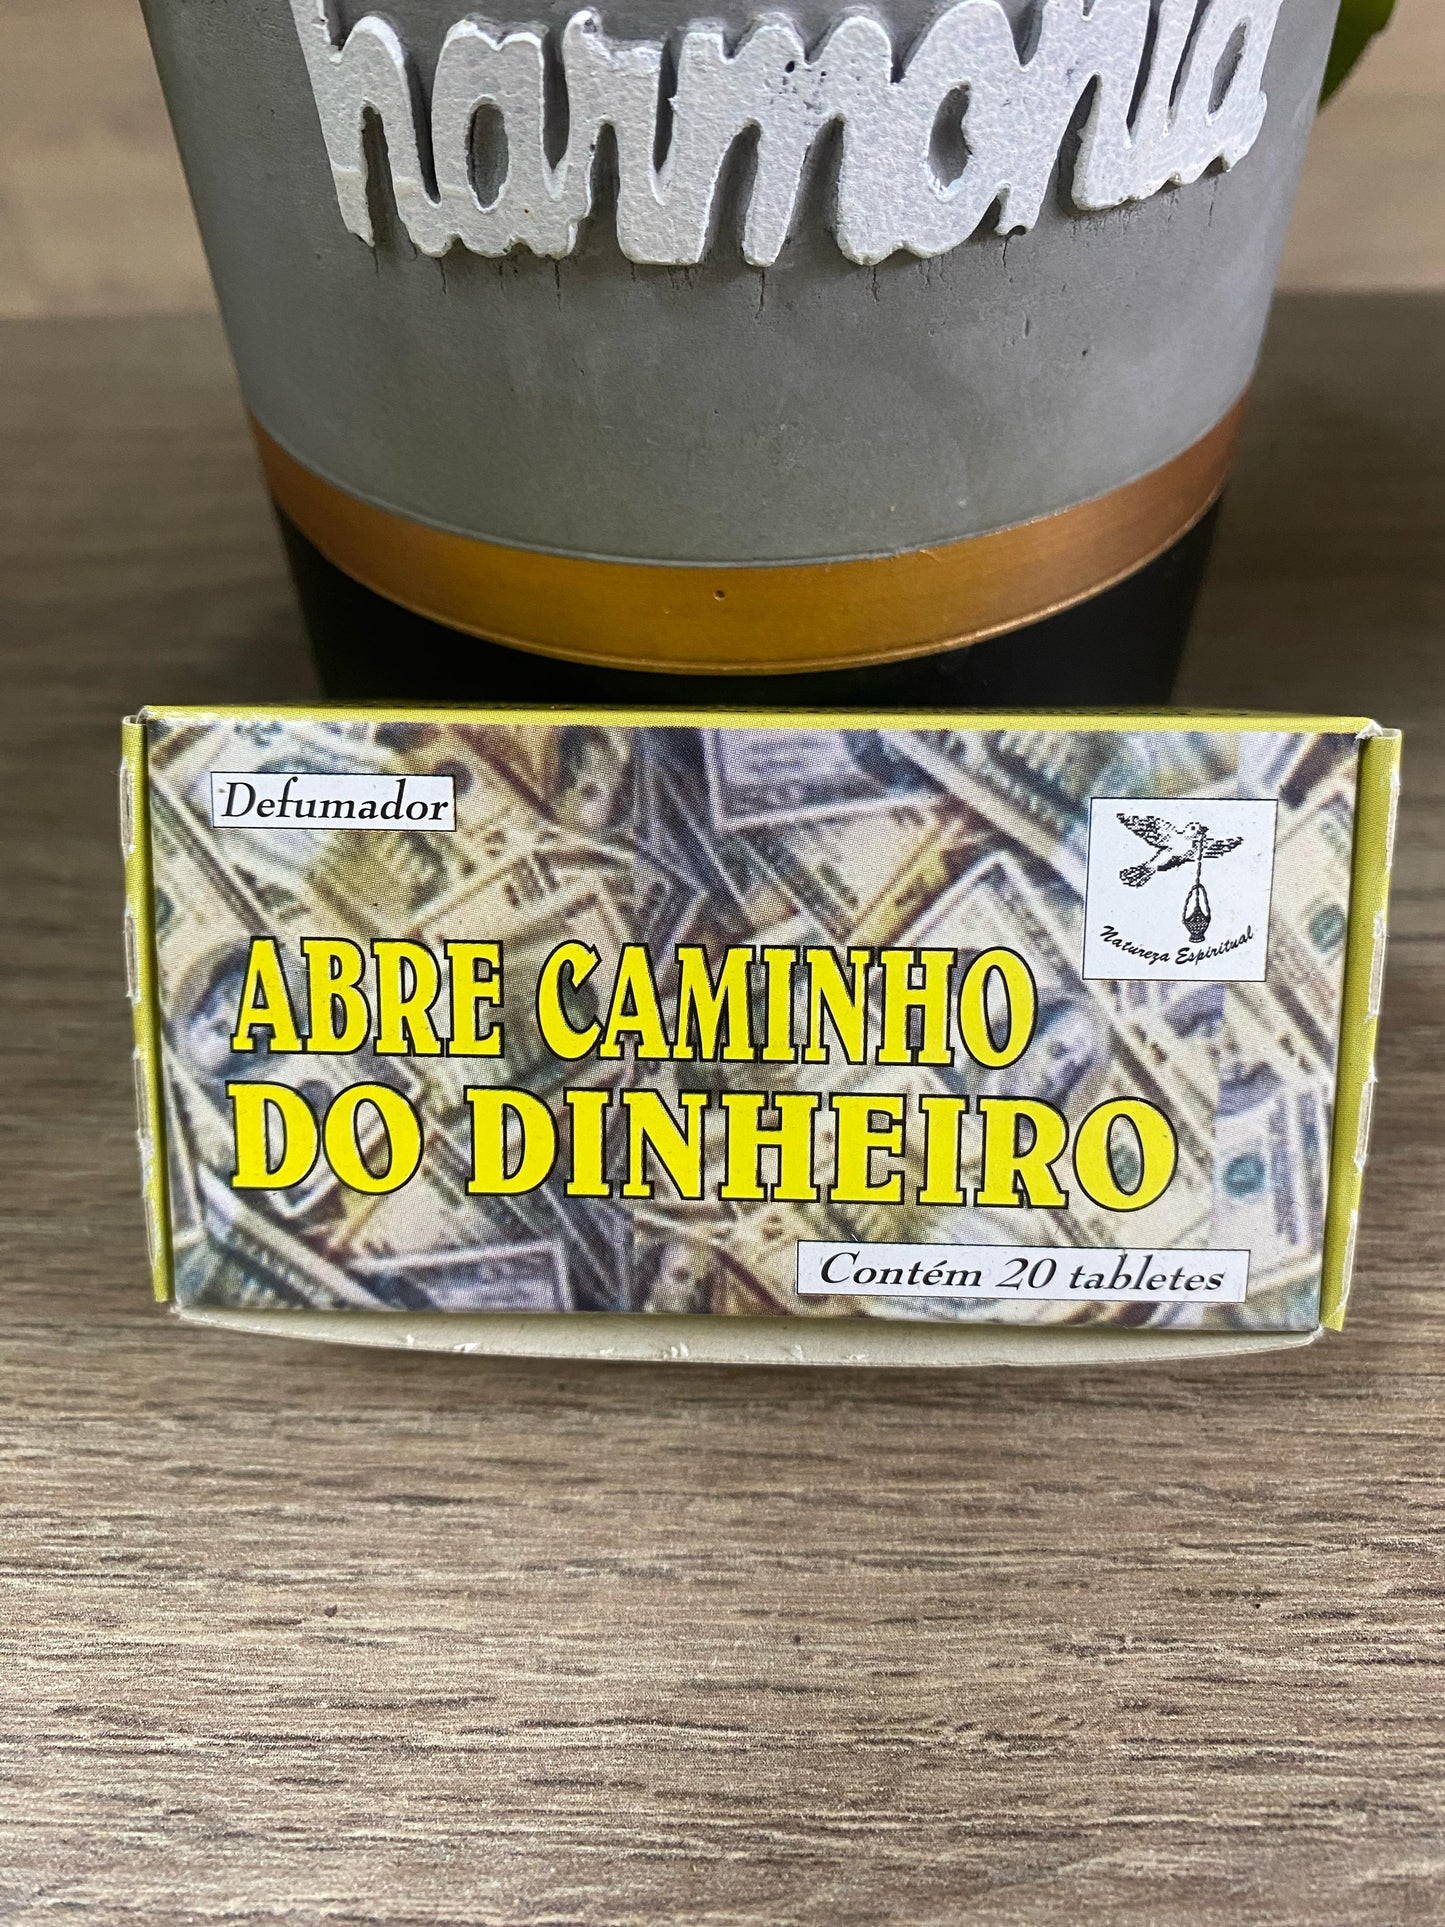 harmonia
Defumador
Natureza Espiritual
ABRE CAMINHO
DO DINHEIRO
Contém 20 tabletes